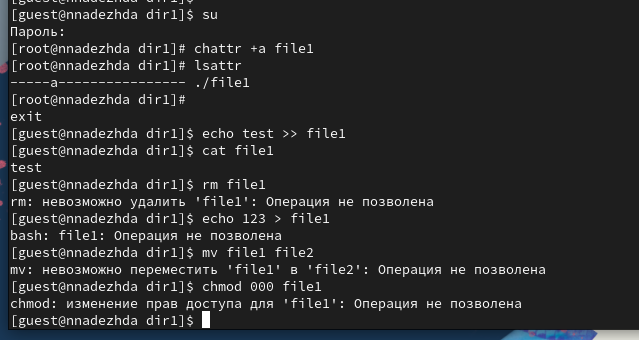 [guest@nnadezhda dir1]$
[guest@nnadezhda dir1]$ su
Пароль:
[root@nnadezhda dir1]# chattr +a file1
[root@nnadezhda dir1]# lsattr
-----a---------------- ./file1
[root@nnadezhda dir1]#
exit
[guest@nnadezhda dir1]$ echo test >> file1
[guest@nnadezhda dir1]$ cat file1
test
[guest@nnadezhda dir1]$ rm file1
rm: невозможно удалить 'file1': Операция не позволена
[guest@nnadezhda dir1]$ echo 123 > file1
bash: file1: Операция не позволена
[guest@nnadezhda dir1]$ mv file1 file2
mv: невозможно переместить 'file1' в 'file2': Операция не позволена
[guest@nnadezhda dir1]$ chmod 000 file1
chmod: изменение прав доступа для 'file1': Операция не позволена
[guest@nnadezhda dir1]$